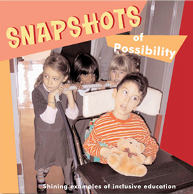 SNAPSHOTS
of
Possibility
Shining examples of inclusive education